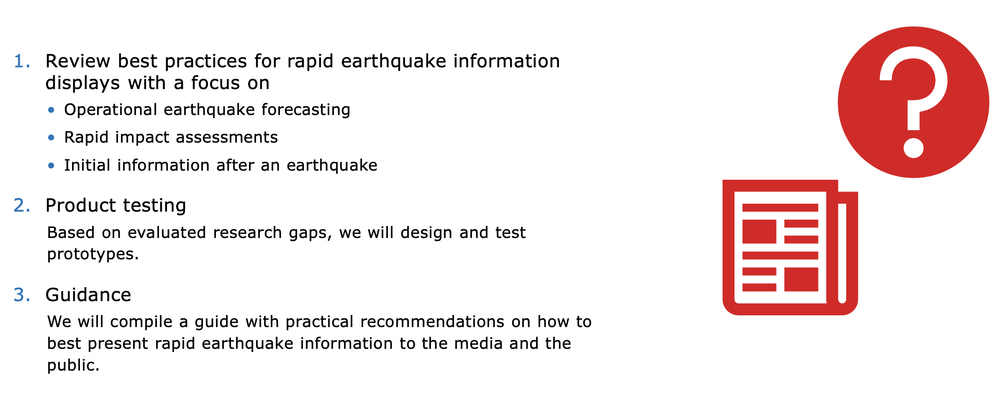 1. Review best practices for rapid earthquake information
displays with a focus on
• Operational earthquake forecasting
• Rapid impact assessments
• Initial information after an earthquake
2. Product testing
Based on evaluated research gaps, we will design and test
prototypes.
3. Guidance
We will compile a guide with practical recommendations on how to
best present rapid earthquake information to the media and the
public.
?